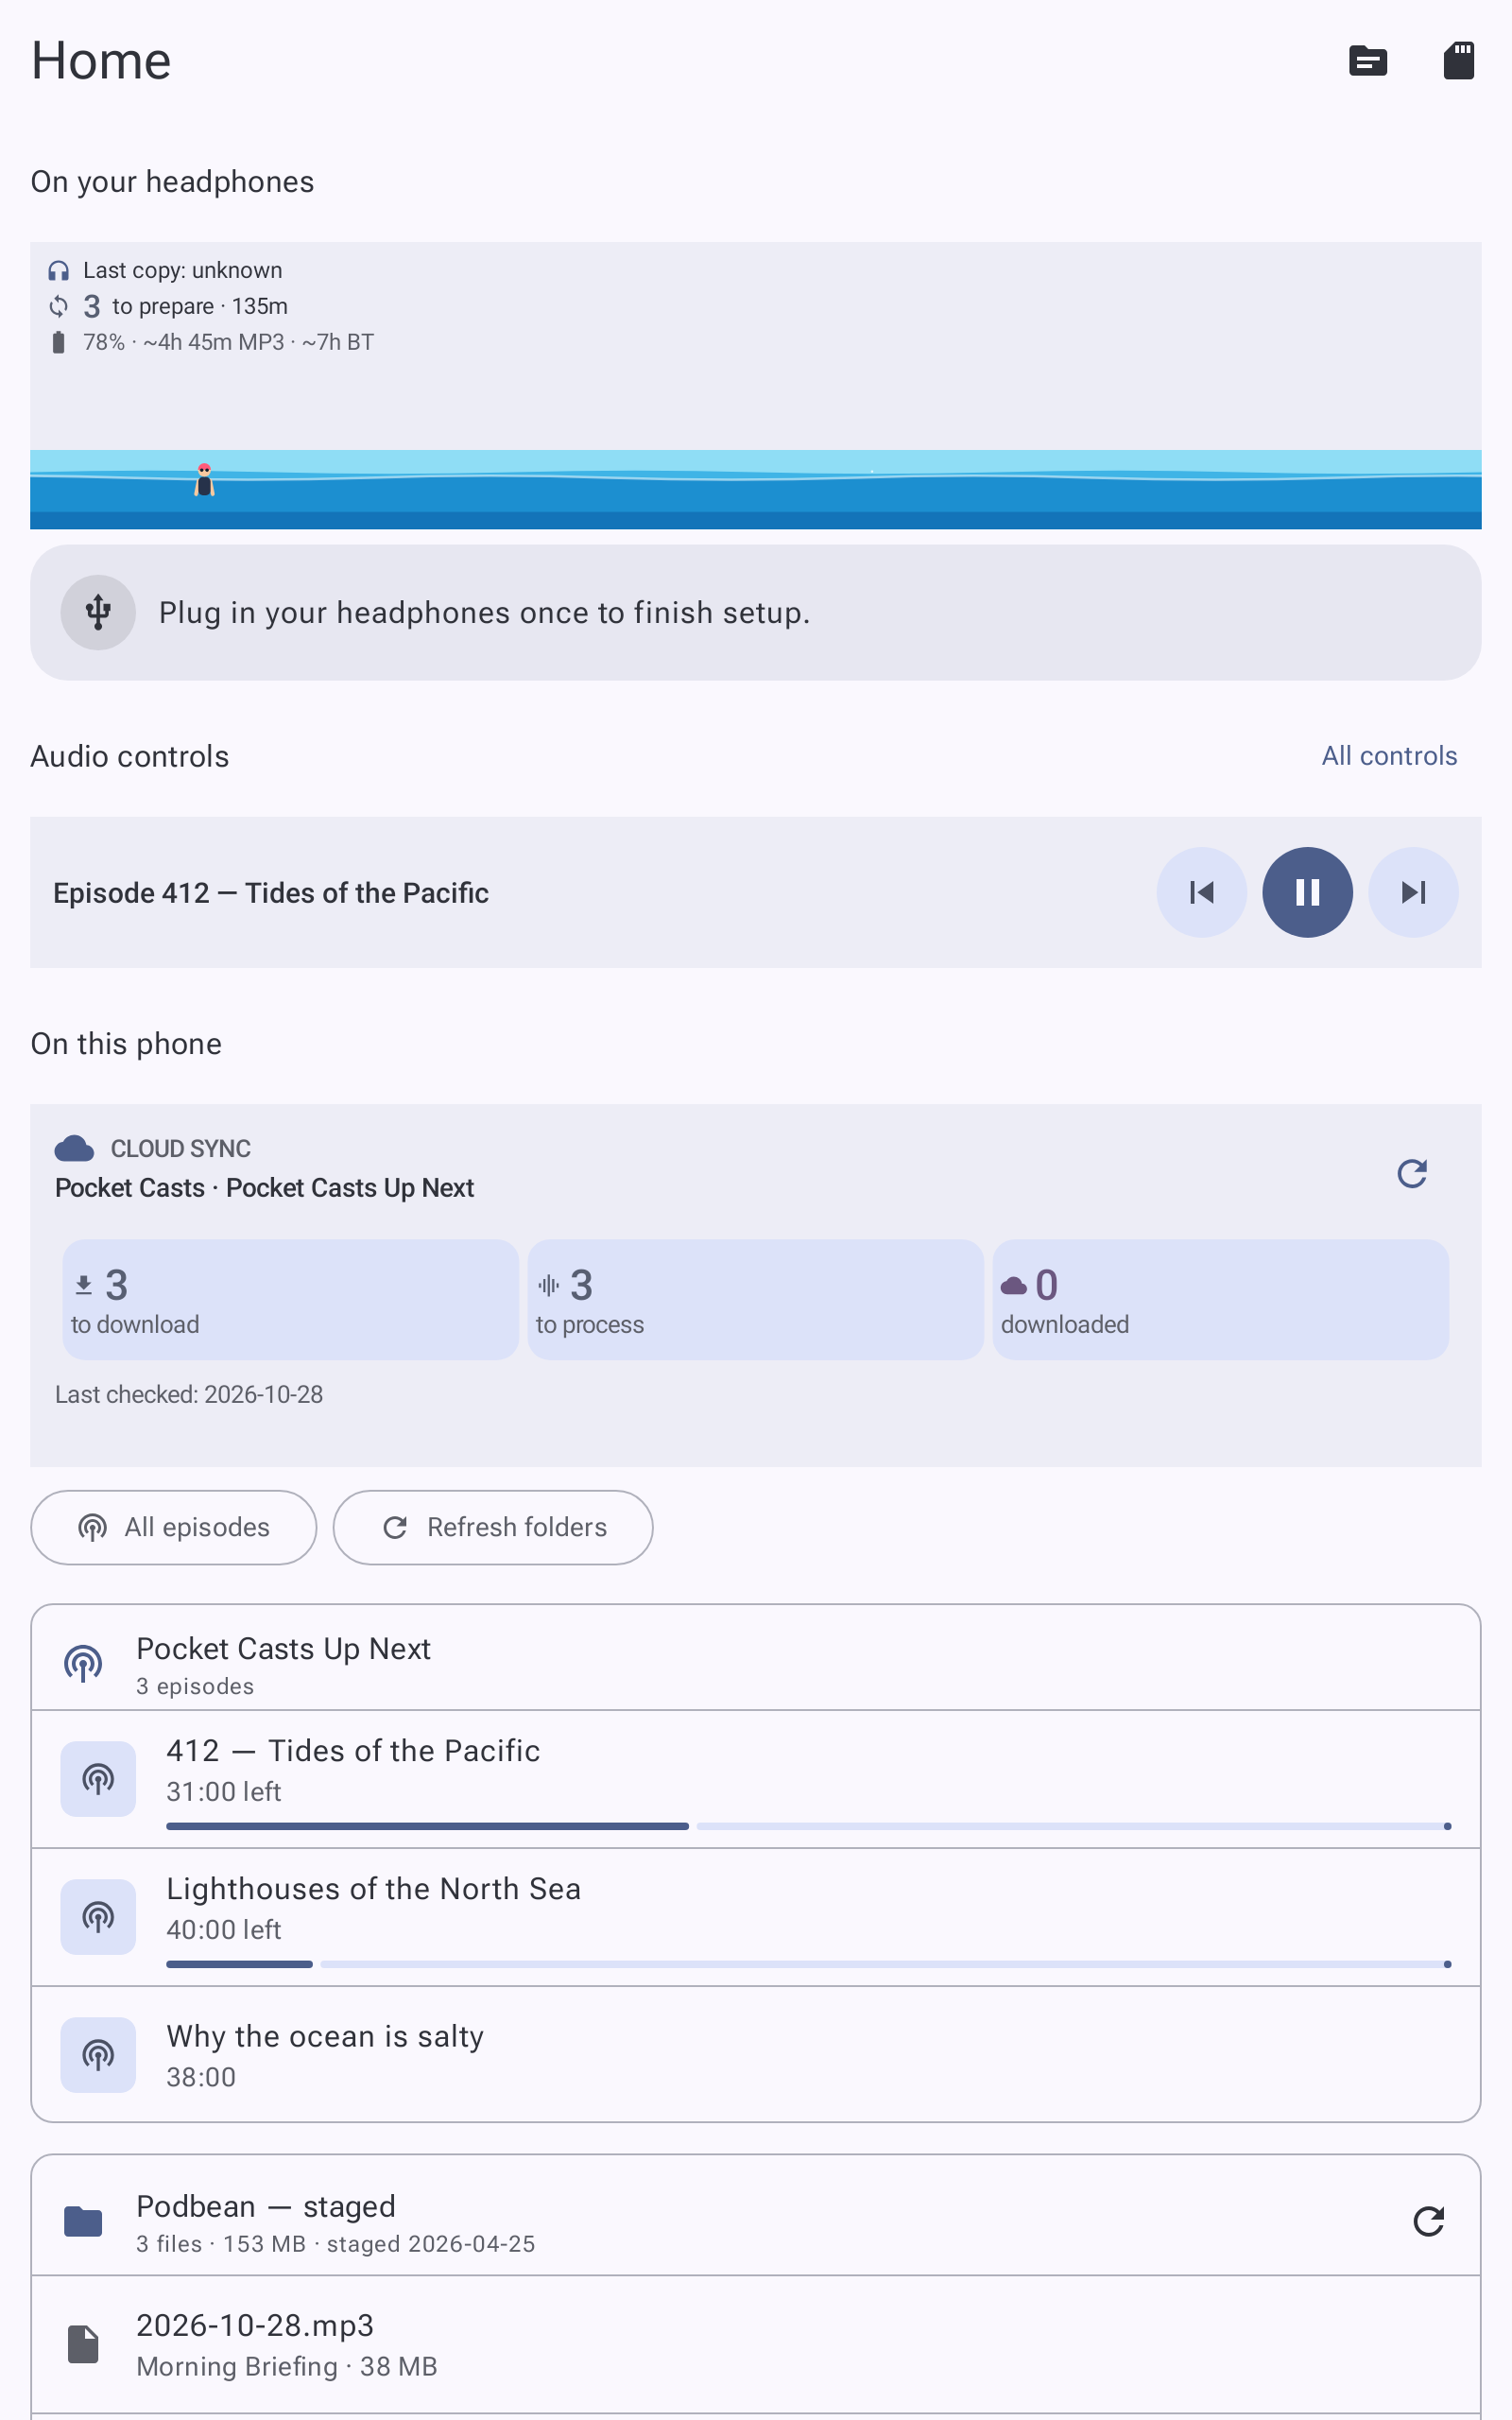 Home
On your headphones
Last copy: unknown
3 to prepare · 135m
78% · ~4h 45m MP3 · ~7h BT
Plug in your headphones once to finish setup.
Audio controls
All controls
Episode 412 — Tides of the Pacific
On this phone
CLOUD SYNC
Pocket Casts · Pocket Casts Up Next
3
to download
3
to process
0
downloaded
Last checked: 2026-10-28
All episodes
Refresh folders
Pocket Casts Up Next
3 episodes
412 — Tides of the Pacific
31:00 left
Lighthouses of the North Sea
40:00 left
Why the ocean is salty
38:00
Podbean — staged
3 files · 153 MB · staged 2026-04-25
2026-10-28.mp3
Morning Briefing · 38 MB